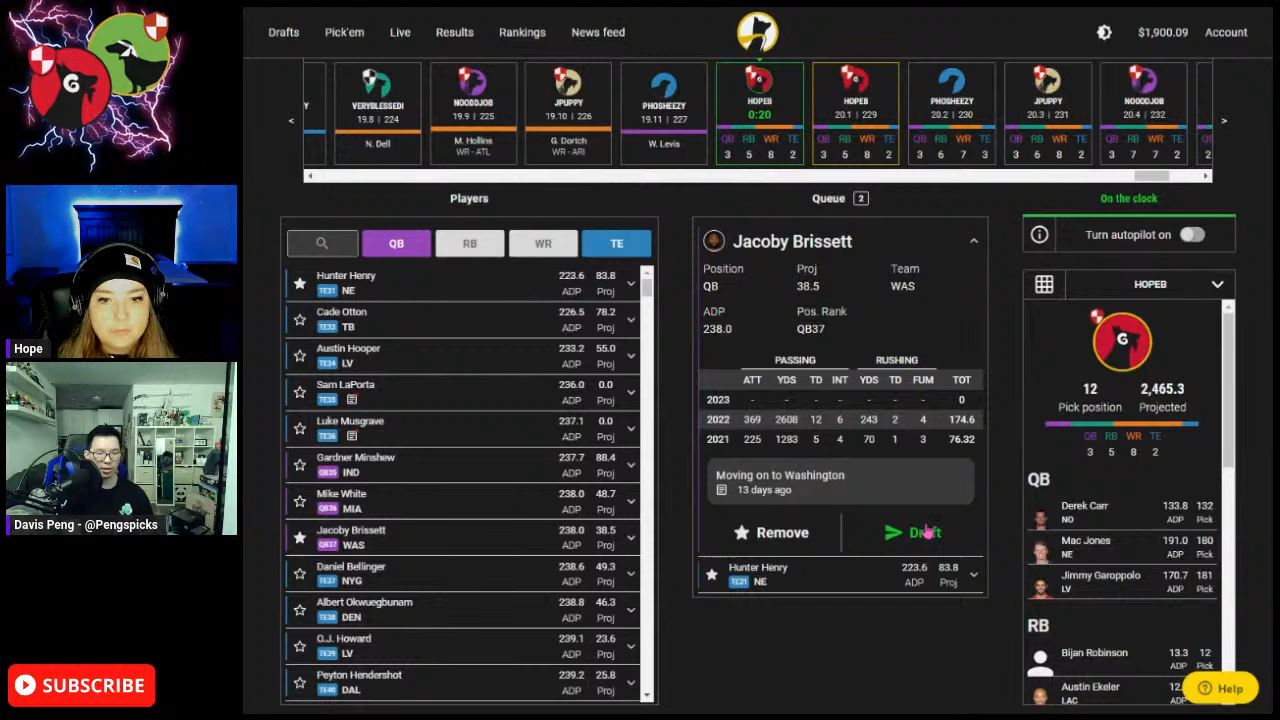 Drafts Pick'em Live Results Rankings News feed $1,900.09 Account
VERYBLESSEDI
19.8 | 224
N. Dell
NOODDJOB
19.9 | 225
M. Hollins
WR - ATL
JPUPPY
19.10 | 226
G. Dortch
WR - ARI
PHOSHEEZY
19.11 | 227
W. Levis
HOPEB
0:20
QB RB WR TE
3 5 8 2
HOPEB
20.1 | 229
QB RB WR TE
3 5 8 2
PHOSHEEZY
20.2 | 230
QB RB WR TE
3 6 7 3
JPUPPY
20.3 | 231
QB RB WR TE
3 6 8 2
NOODDJOB
20.4 | 232
QB RB WR TE
3 7 7 2
Players
QB RB WR TE
Hunter Henry 223.6 83.8
TE31 NE ADP Proj
Cade Otton 226.5 78.2
TE33 TB ADP Proj
Austin Hooper 233.2 55.0
TE34 LV ADP Proj
Sam LaPorta 236.0 0.0
TE35 ADP Proj
Luke Musgrave 237.1 0.0
TE36 ADP Proj
Gardner Minshew 237.7 88.4
QB35 IND ADP Proj
Mike White 238.0 48.7
QB36 MIA ADP Proj
Jacoby Brissett 238.0 38.5
QB37 WAS ADP Proj
Daniel Bellinger 238.6 49.3
TE37 NYG ADP Proj
Albert Okwuegbunam 238.8 46.3
TE38 DEN ADP Proj
O.J. Howard 239.1 23.6
TE39 LV ADP Proj
Peyton Hendershot 239.2 25.8
TE40 DAL ADP Proj
Queue 2
Jacoby Brissett
Position Proj Team
QB 38.5 WAS
ADP Pos. Rank
238.0 QB37
PASSING RUSHING
ATT YDS TD INT YDS TD FUM TOT
2023 - - - - - - - 0
2022 369 2608 12 6 243 2 4 174.6
2021 225 1283 5 4 70 1 3 76.32
Moving on to Washington
13 days ago
Remove Draft
Hunter Henry 223.6 83.8
TE31 NE ADP Proj
On the clock
Turn autopilot on
HOPEB
G
12 2,465.3
Pick position Projected
QB RB WR TE
3 5 8 2
QB
Derek Carr 133.8 132
NO ADP Pick
Mac Jones 191.0 180
NE ADP Pick
Jimmy Garoppolo 170.7 181
LV ADP Pick
RB
Bijan Robinson 13.3 12
ADP Pick
Austin Ekeler
LAC
Help
G
Hope
Davis Peng - @Pengspicks
SUBSCRIBE